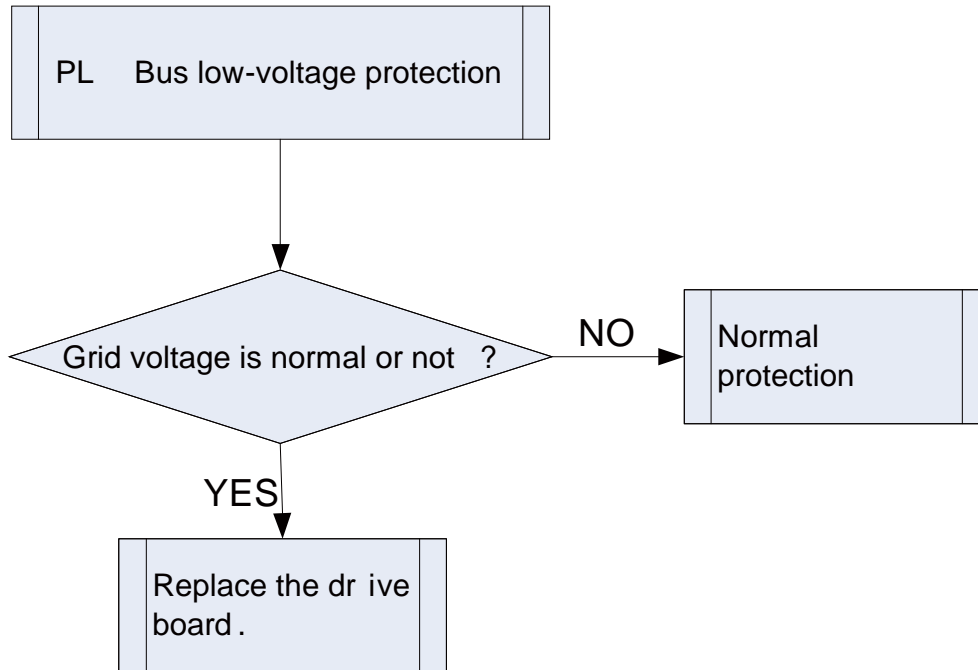 PL Bus low-voltage protection
Grid voltage is normal or not ?
NO
Normal
protection
YES
Replace the dr ive
board .